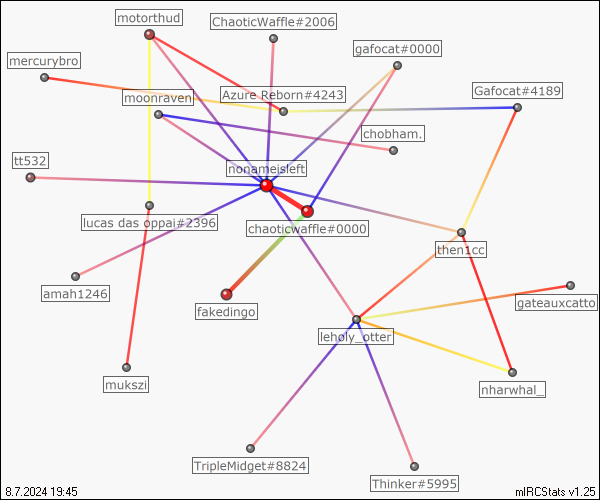 motorthud
ChaoticWaffle#2006
gafocat#0000
mercurybro
moonraven
Azure Reborn#4243
Gafocat#4189
chobham.
tt532
nonameisleft
lucas das oppai#2396
chaoticwaffle#0000
then1cc
amah1246
fakedingo
gateauxcatto
leholy_otter
mukszi
nharwhal_
TripleMidget#8824
Thinker#5995
8.7.2024 19:45
mIRCStats v1.25